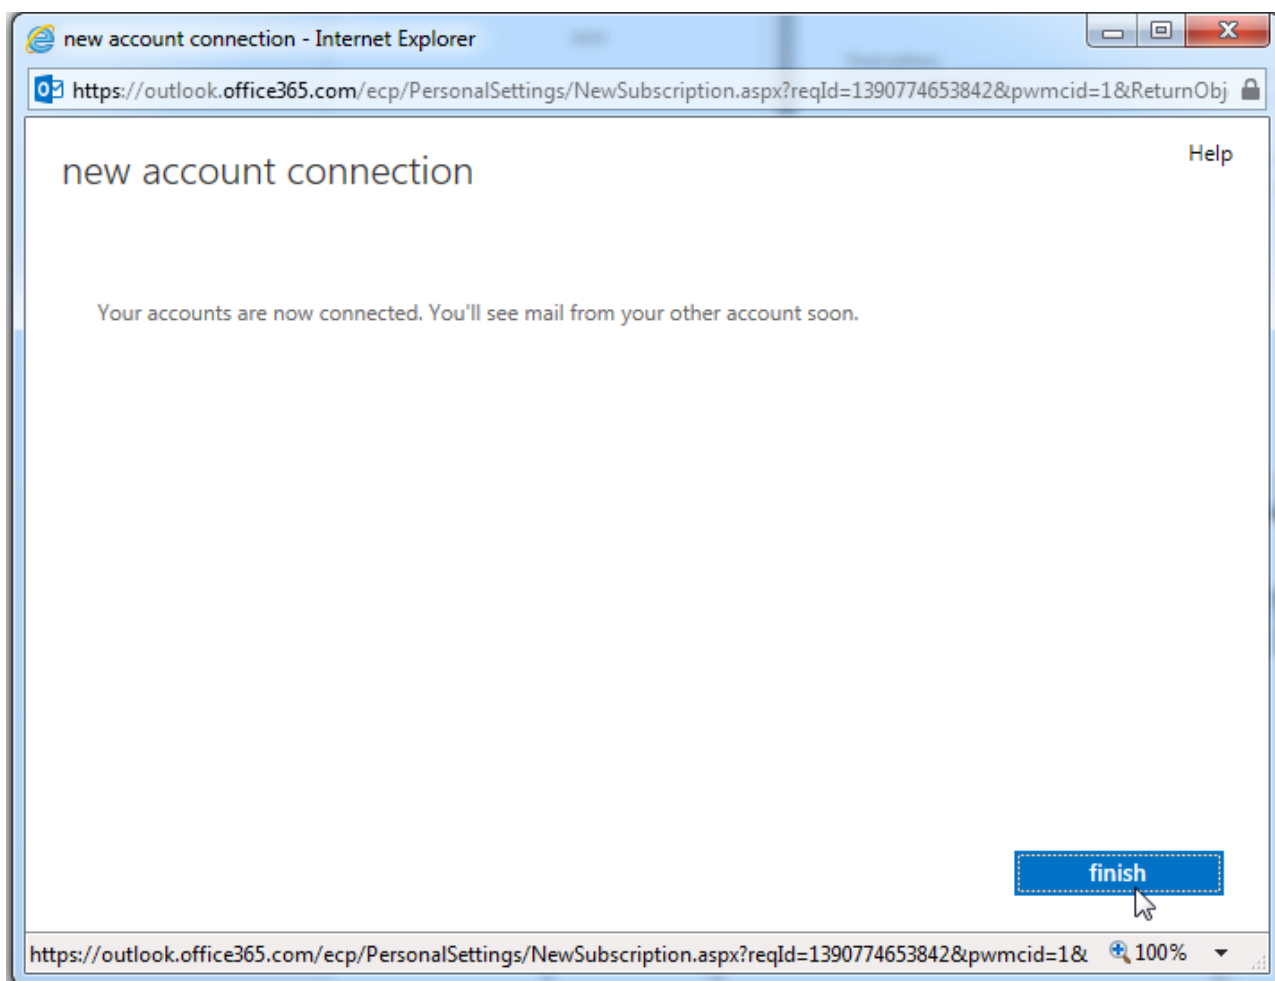 new account connection - Internet Explorer
https://outlook.office365.com/ecp/PersonalSettings/NewSubscription.aspx?reqId=1390774653842&pwmcid=1&ReturnObj
Help
new account connection
Your accounts are now connected. You'll see mail from your other account soon.
finish
https://outlook.office365.com/ecp/PersonalSettings/NewSubscription.aspx?reqId=1390774653842&pwmcid=1& 100%